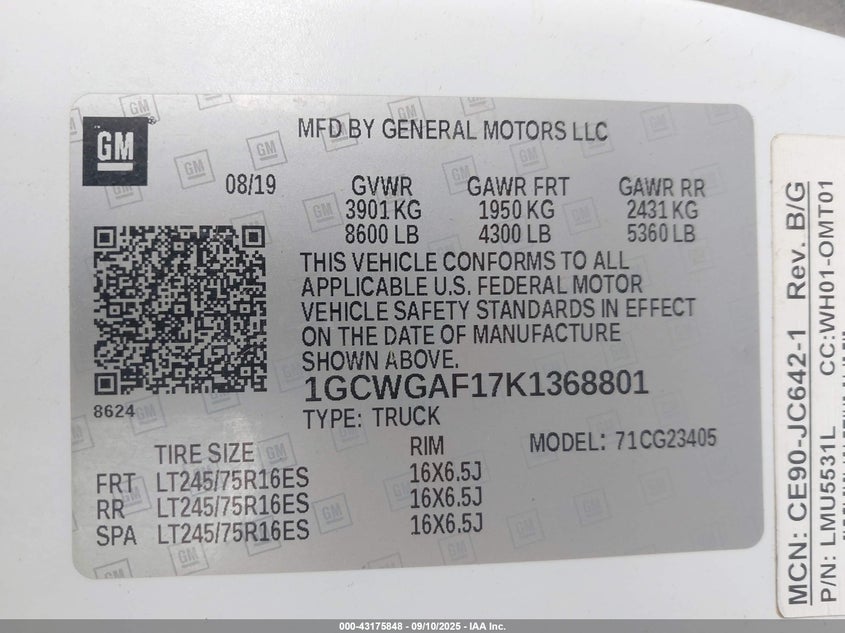 GM
MFD BY GENERAL MOTORS LLC
08/19 GVWR GAWR FRT GAWR RR
3901 KG 1950 KG 2431 KG
8600 LB 4300 LB 5360 LB
THIS VEHICLE CONFORMS TO ALL
APPLICABLE U.S. FEDERAL MOTOR
VEHICLE SAFETY STANDARDS IN EFFECT
ON THE DATE OF MANUFACTURE
SHOWN ABOVE.
1GCWGAF17K1368801
8624
TYPE: TRUCK
TIRE SIZE RIM MODEL: 71CG23405
FRT LT245/75R16ES 16X6.5J
RR LT245/75R16ES 16X6.5J
SPA LT245/75R16ES 16X6.5J
MCN: CE90-JC642-1 Rev. B/G
P/N: LMU5531L CC:WH01-OMT01
000-43175848 - 09/10/2025 - IAA Inc.